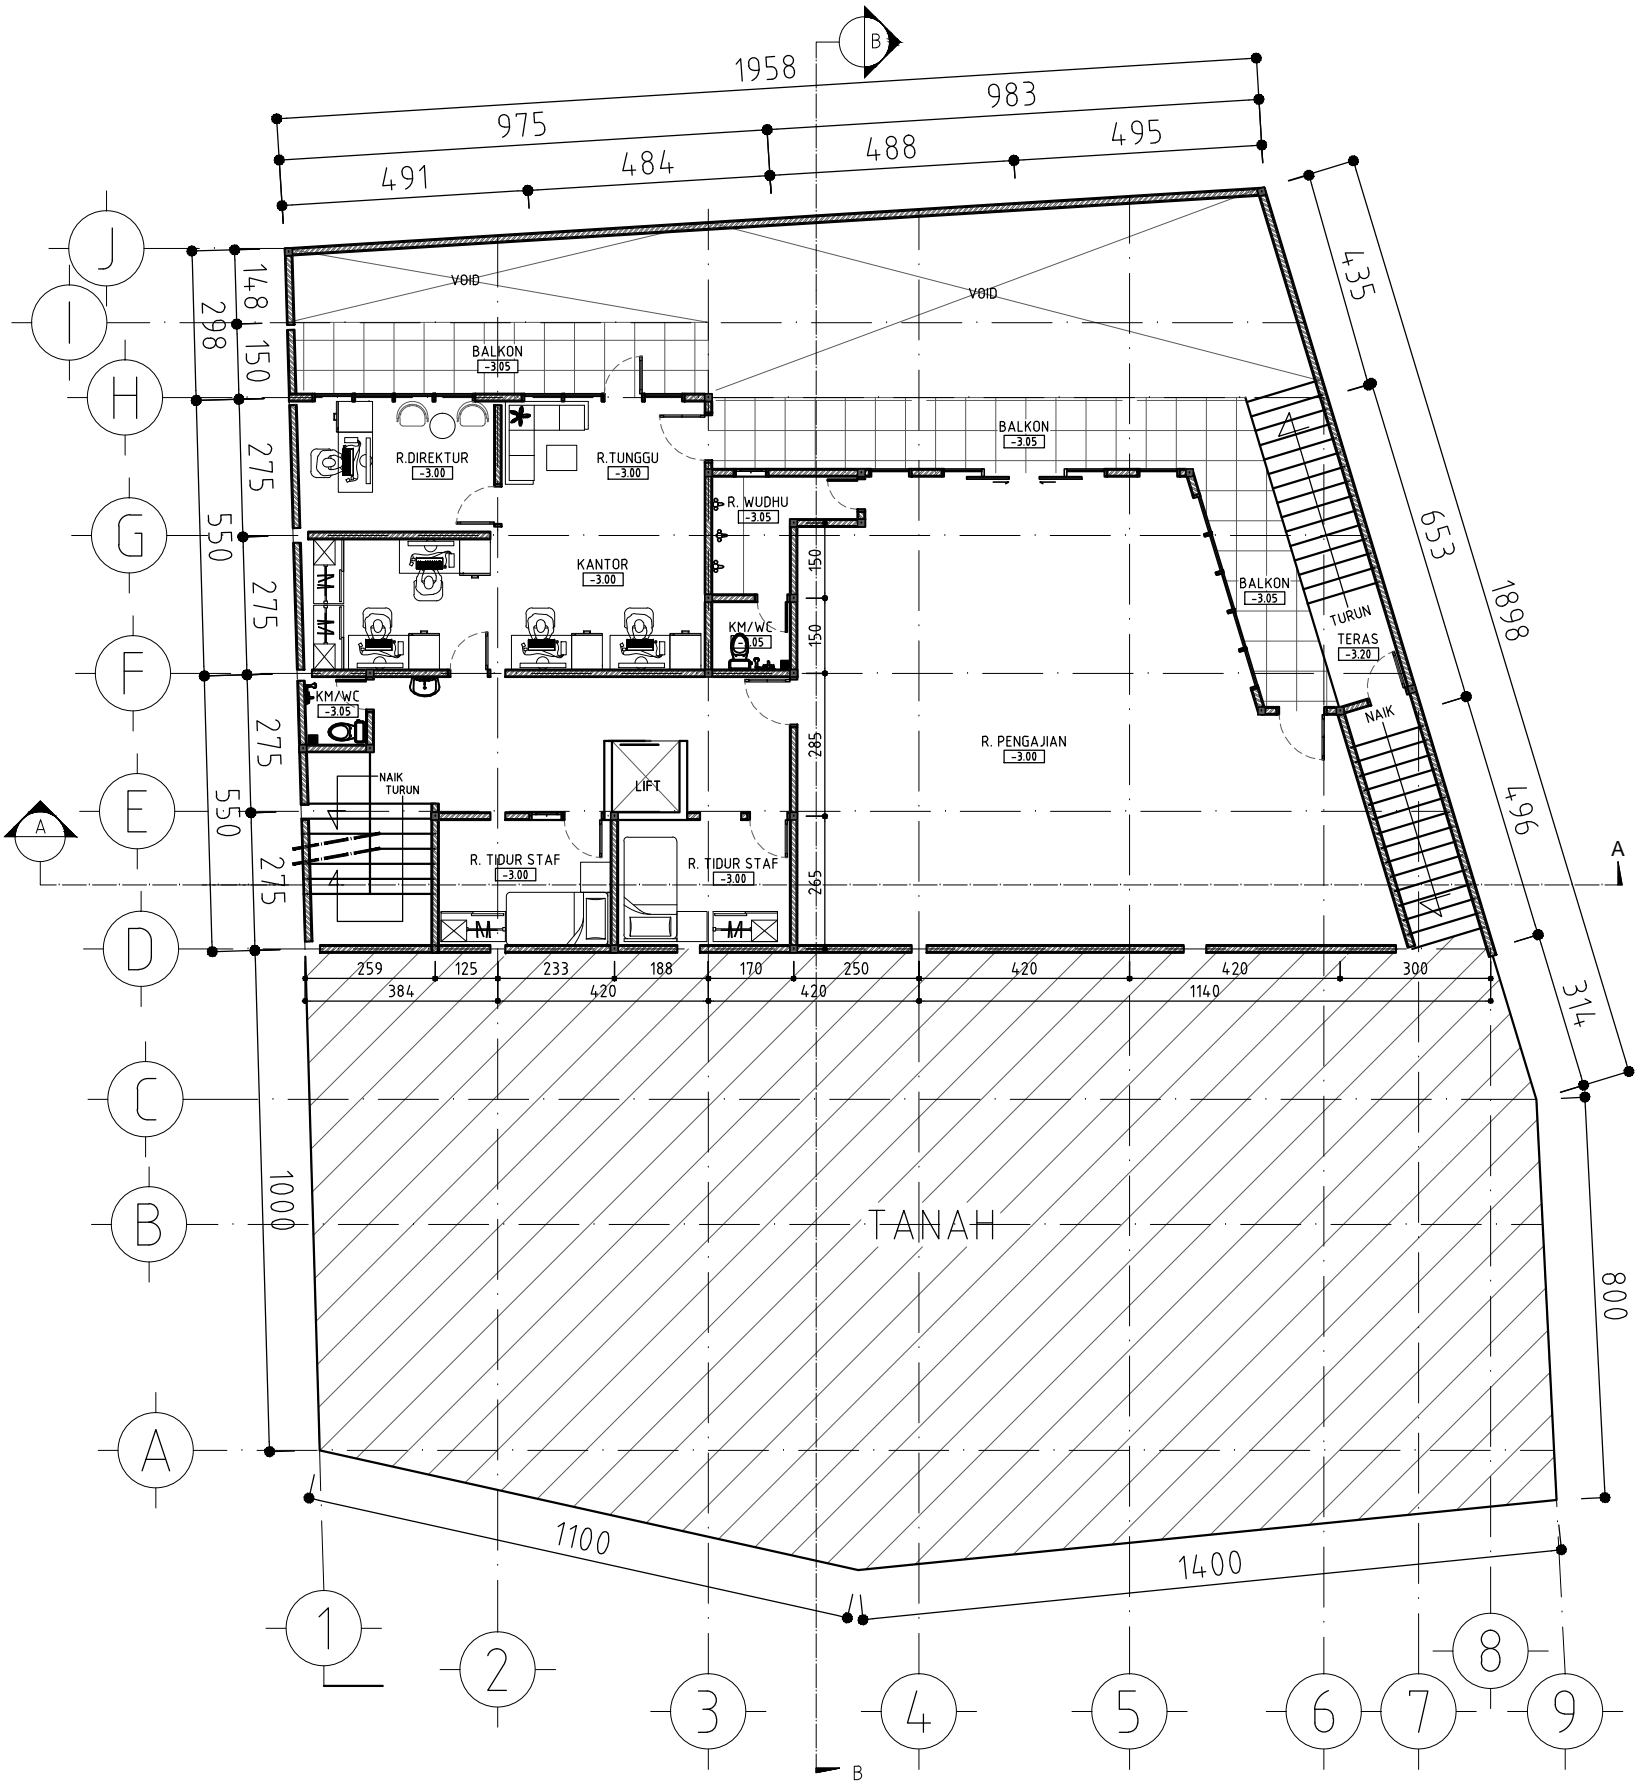 B
1958
983
975
495
488
484
491
J
148
VOID
VOID
435
I
298
150
BALKON
-3.05
H
BALKON
-3.05
275
R.DIREKTUR
-3.00
R.TUNGGU
-3.00
R. WUDHU
-3.05
G
550
653
150
KANTOR
-3.00
BALKON
-3.05
275
1898
TURUN
KM/WC
-3.05
150
TERAS
-3.20
F
KM/WC
-3.05
NAIK
275
285
R. PENGAJIAN
-3.00
NAIK
TURUN
LIFT
E
550
496
A
A
R. TIDUR STAF
-3.00
R. TIDUR STAF
-3.00
275
265
D
259
125
233
188
170
250
420
420
300
384
420
420
1140
314
C
1000
B
TANAH
800
A
1100
1400
1
2
3
4
5
6
7
8
9
B